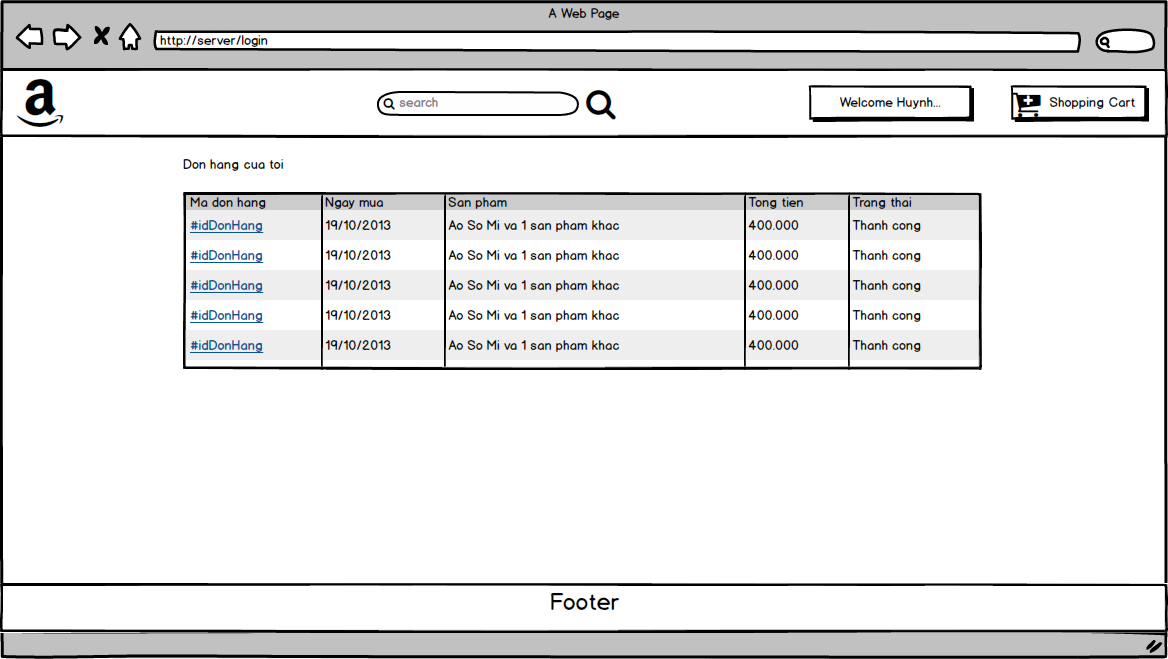 A Web Page
http://server/login
a
search
Welcome Huynh...
Shopping Cart
Don hang cua toi
Ma don hang Ngay mua San pham Tong tien Trang thai
#idDonHang 19/10/2013 Ao So Mi va 1 san pham khac 400.000 Thanh cong
#idDonHang 19/10/2013 Ao So Mi va 1 san pham khac 400.000 Thanh cong
#idDonHang 19/10/2013 Ao So Mi va 1 san pham khac 400.000 Thanh cong
#idDonHang 19/10/2013 Ao So Mi va 1 san pham khac 400.000 Thanh cong
#idDonHang 19/10/2013 Ao So Mi va 1 san pham khac 400.000 Thanh cong
Footer